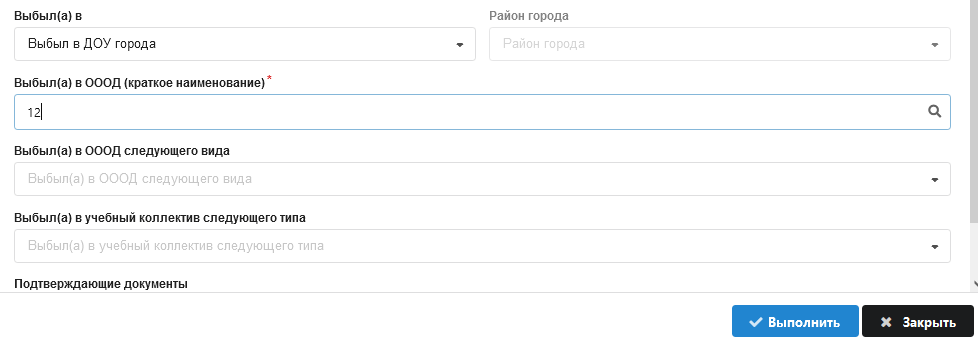 Выбыл(а) в
Район города
Выбыл в ДОУ города
Район города
Выбыл(а) в ОООД (краткое наименование)*
12
Выбыл(а) в ОООД следующего вида
Выбыл(а) в ОООД следующего вида
Выбыл(а) в учебный коллектив следующего типа
Выбыл(а) в учебный коллектив следующего типа
Подтверждающие документы
Выполнить
Закрыть